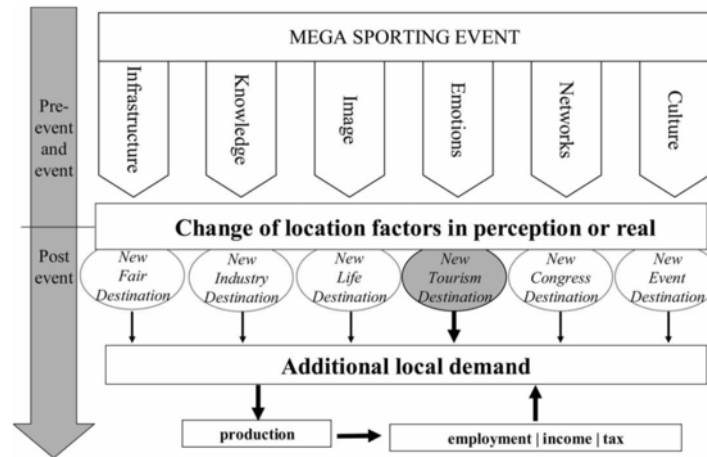 MEGA SPORTING EVENT
Pre-
event and
event
Infrastructure
Knowledge
Image
Emotions
Networks
Culture
Change of location factors in perception or real
Post
event
New
Fair
Destination
New
Industry
Destination
New
Life
Destination
New
Tourism
Destination
New
Congress
Destination
New
Event
Destination
Additional local demand
production
employment | income | tax